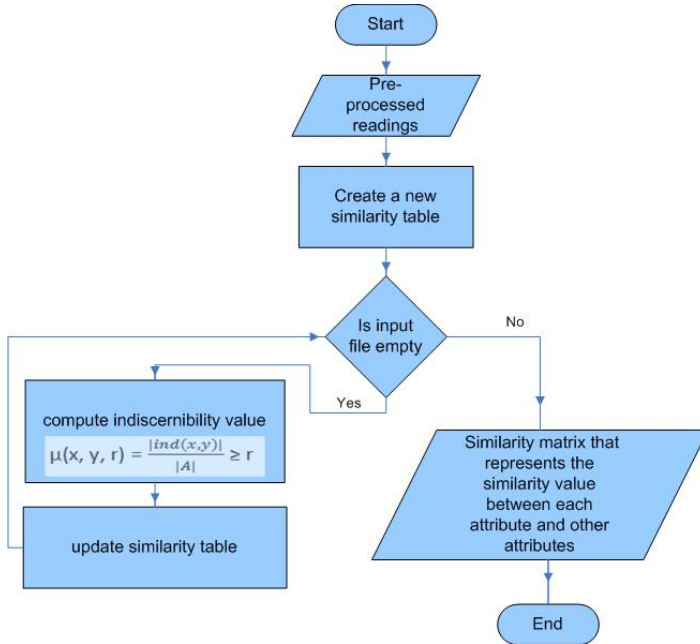 Start
Pre-
processed
readings
Create a new
similarity table
Is input
file empty
No
Yes
compute indiscernibility value
μ(x, y, r) = |ind(x,y)| / |A| ≥ r
update similarity table
Similarity matrix that
represents the
similarity value
between each
attribute and other
attributes
End